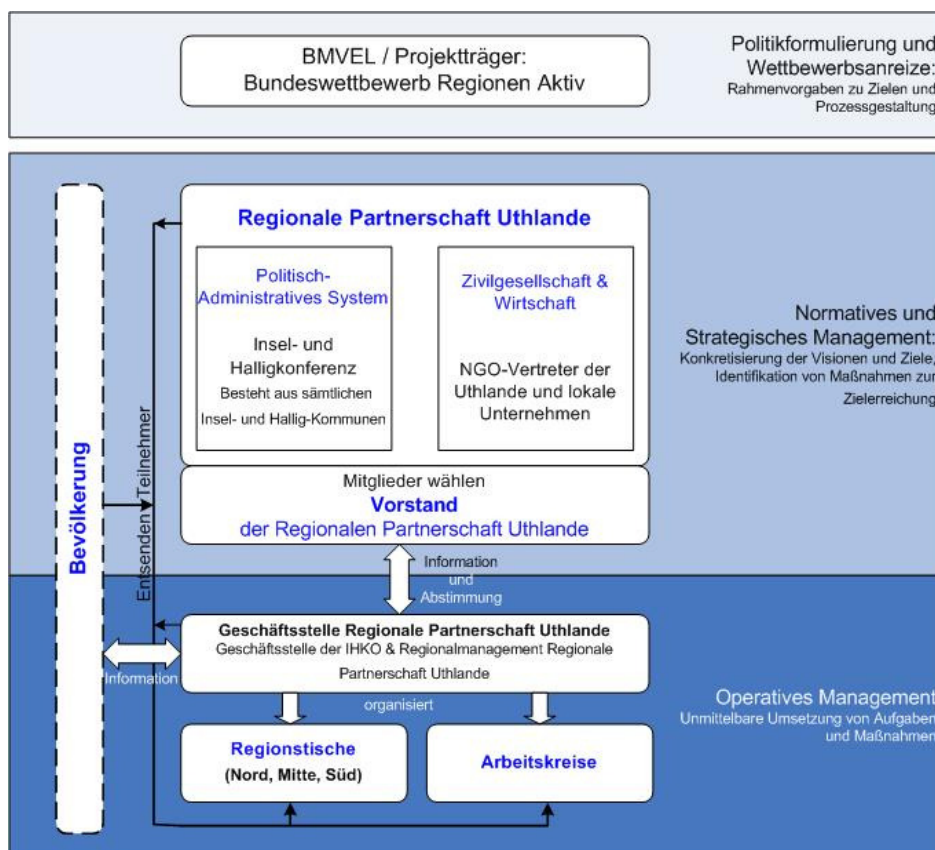 BMVEL / Projektträger:
Bundeswettbewerb Regionen Aktiv
Politikformulierung und
Wettbewerbsanreize:
Rahmenvorgaben zu Zielen und
Prozessgestaltung
Regionale Partnerschaft Uthlande
Politisch-
Administratives System
Insel- und
Halligkonferenz
Besteht aus sämtlichen
Insel- und Hallig-Kommunen
Zivilgesellschaft &
Wirtschaft
NGO-Vertreter der
Uthlande und lokale
Unternehmen
Normatives und
Strategisches Management:
Konkretisierung der Visionen und Ziele,
Identifikation von Maßnahmen zur
Zielerreichung
Bevölkerung
Entsenden Teilnehmer
Mitglieder wählen
Vorstand
der Regionalen Partnerschaft Uthlande
Information
und
Abstimmung
Geschäftsstelle Regionale Partnerschaft Uthlande
Geschäftsstelle der IHKO & Regionalmanagement Regionale
Partnerschaft Uthlande
Information
organisiert
Regionstische
(Nord, Mitte, Süd)
Arbeitskreise
Operatives Management
Unmittelbare Umsetzung von Aufgaben
und Maßnahmen